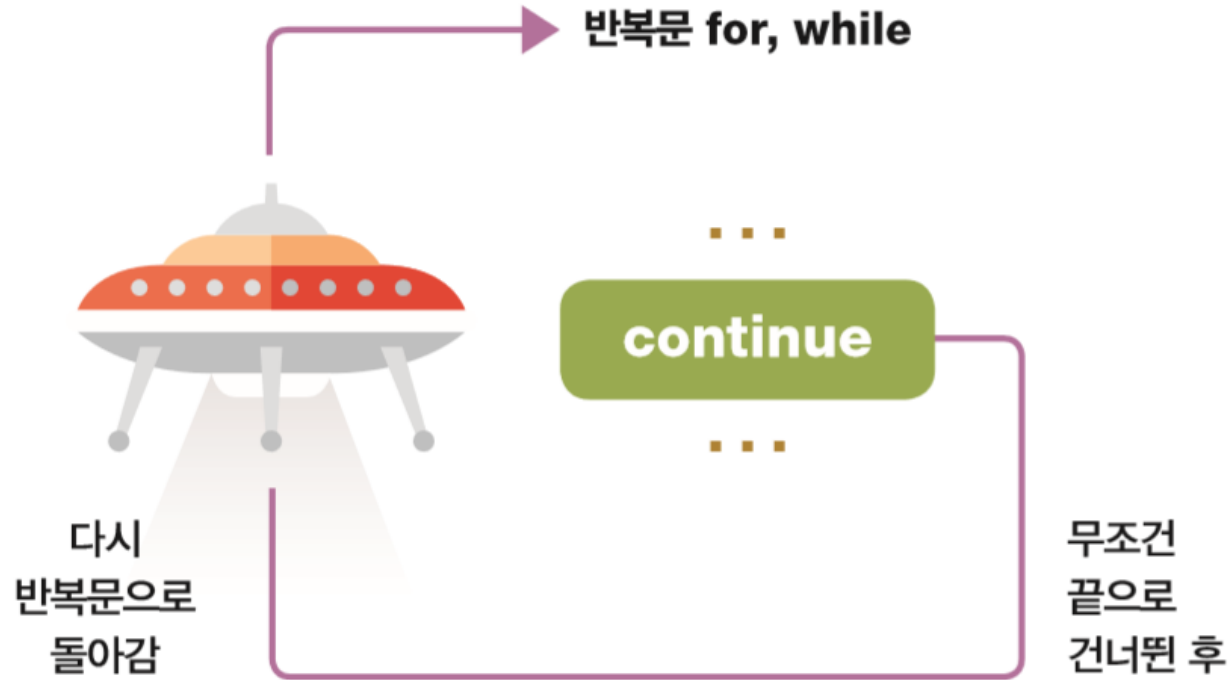 반복문 for, while
...
continue
...
무조건
끝으로
건너뛴 후
다시
반복문으로
돌아감